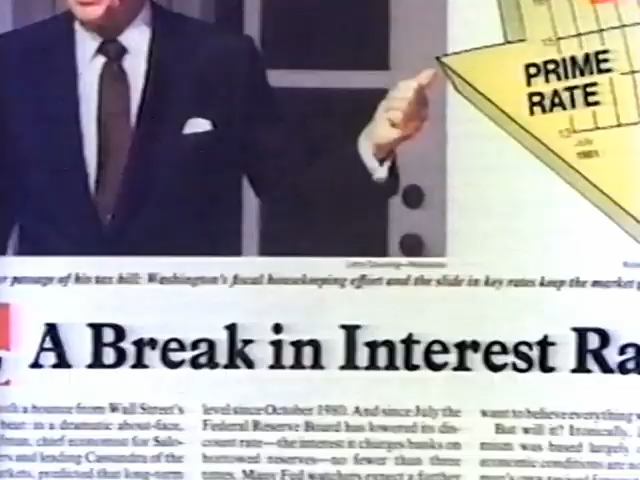 PRIME
RATE
July
1981
passage of his tax bill: Washington's fiscal housekeeping effort and the slide in key rates keep the market
A Break in Interest Ra
with a bounce from Wall Street's
level since October 1980. And since July the
want to believe everything
in a dramatic about-face,
Federal Reserve Board has lowered its dis-
But will it? Ironically,
chief economist for Salo-
count rate—the interest it charges banks on
was based largely
and leading Cassandra of the
borrowed reserves—no fewer than three
economic conditions are
predicted that long-term
times. Many Fed watchers expect a further